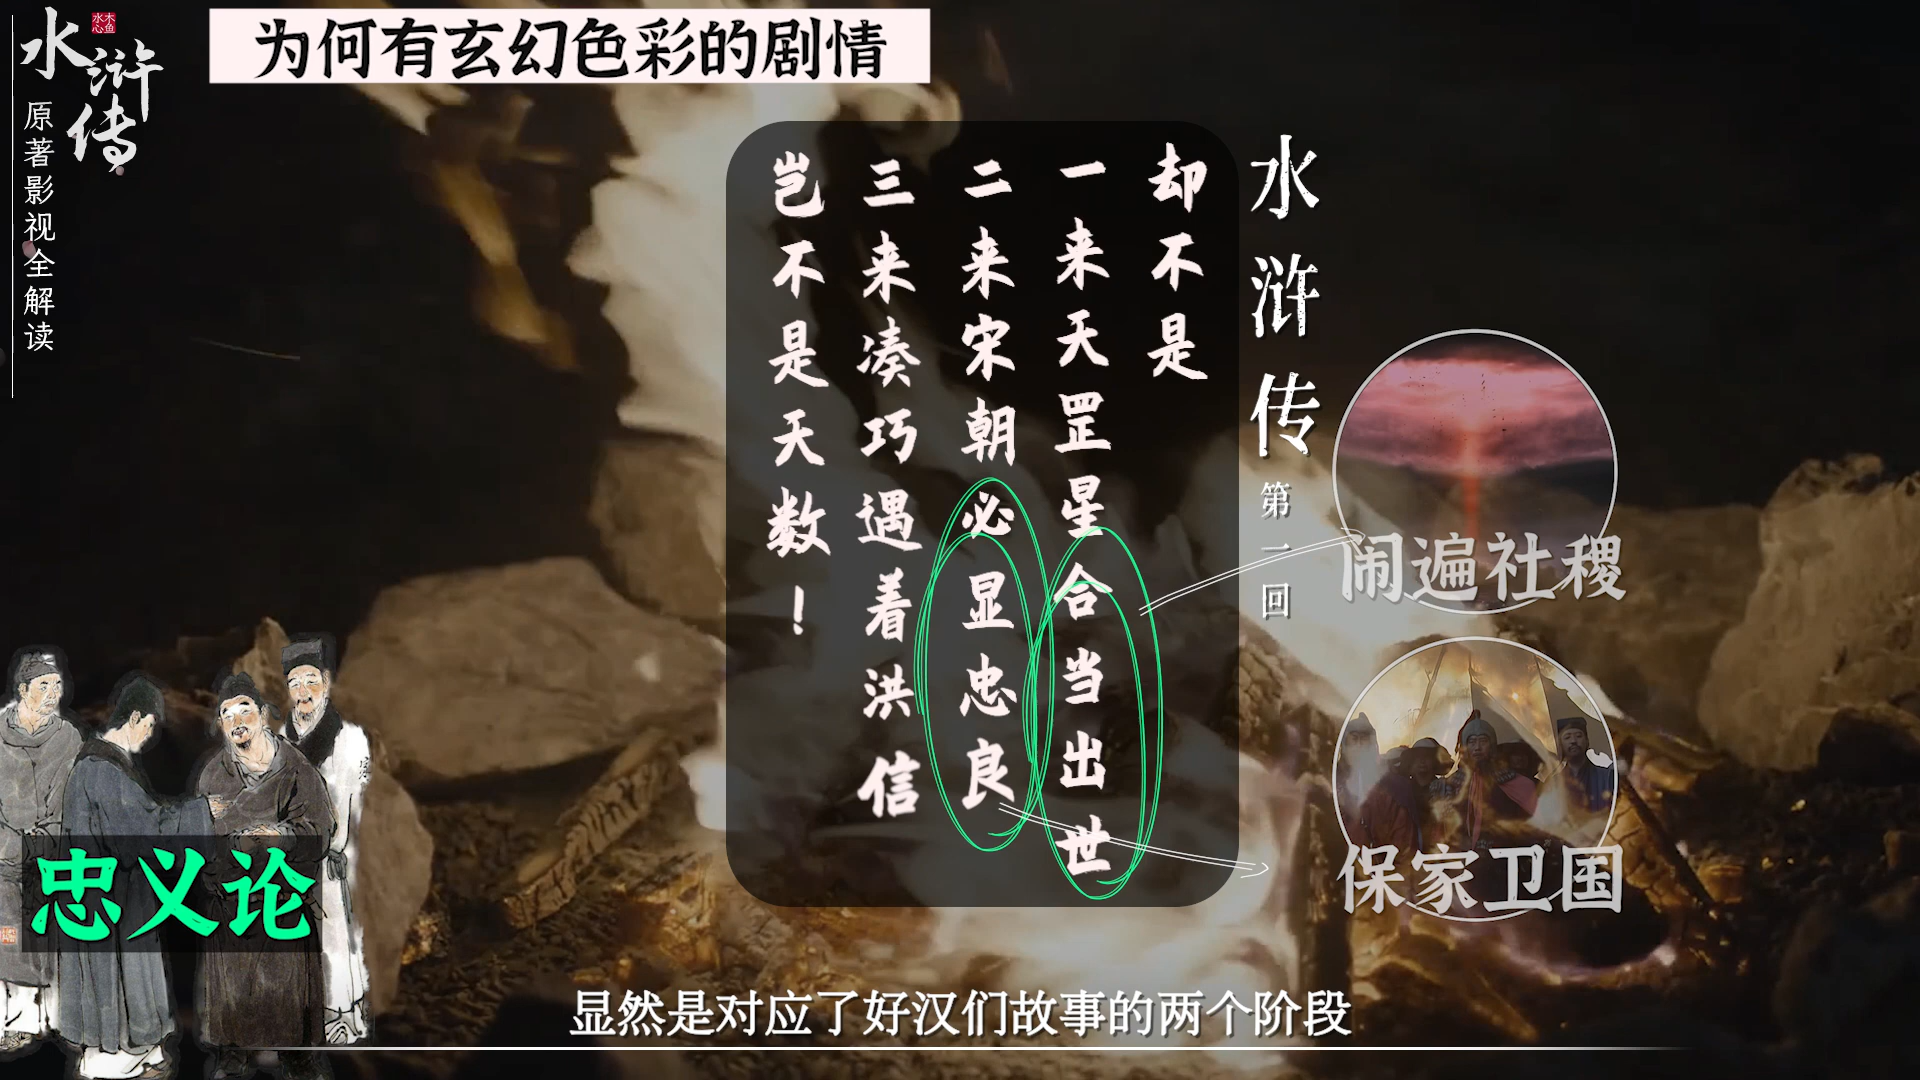 水浒传
水木
心鱼
原著影视全解读
为何有玄幻色彩的剧情
水浒传
第一回
却不是
一来天罡星合当出世
二来宋朝必显忠良
三来凑巧遇着洪信
岂不是天数！
闹遍社稷
保家卫国
忠义论
显然是对应了好汉们故事的两个阶段